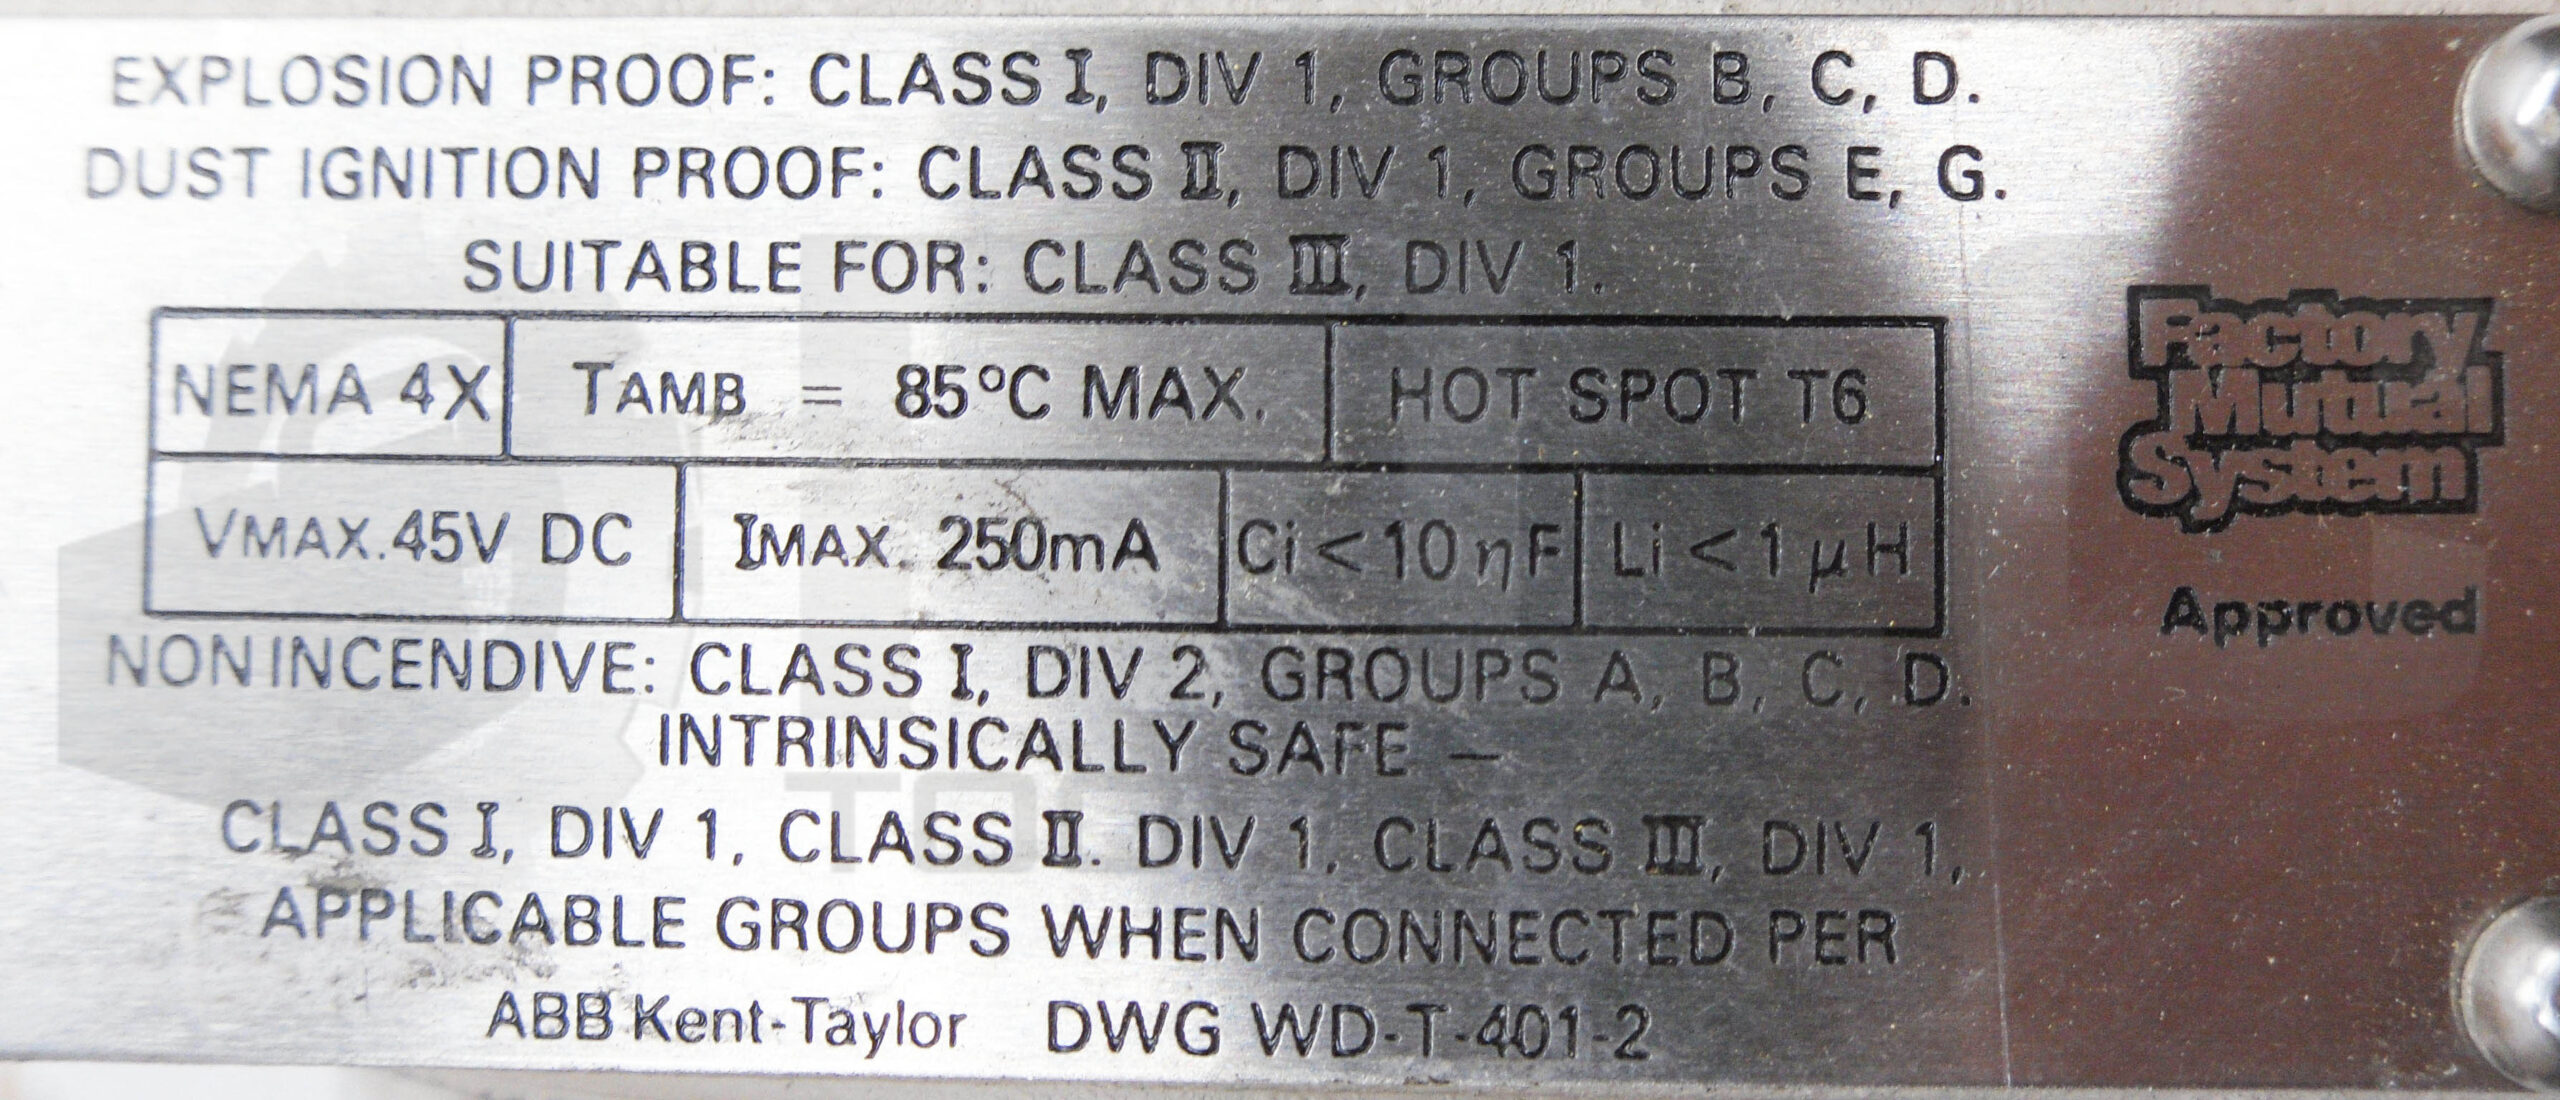 EXPLOSION PROOF: CLASS I, DIV 1, GROUPS B, C, D.
DUST IGNITION PROOF: CLASS II, DIV 1, GROUPS E, G.
SUITABLE FOR: CLASS III, DIV 1.
NEMA 4X TAMB = 85°C MAX. HOT SPOT T6
VMAX.45V DC IMAX. 250mA Ci < 10 ηF Li < 1 μH
NONINCENDIVE: CLASS I, DIV 2, GROUPS A, B, C, D.
INTRINSICALLY SAFE —
CLASS I, DIV 1, CLASS II. DIV 1, CLASS III, DIV 1,
APPLICABLE GROUPS WHEN CONNECTED PER
ABB Kent-Taylor DWG WD-T-401-2
Factory
Mutual
System
Approved